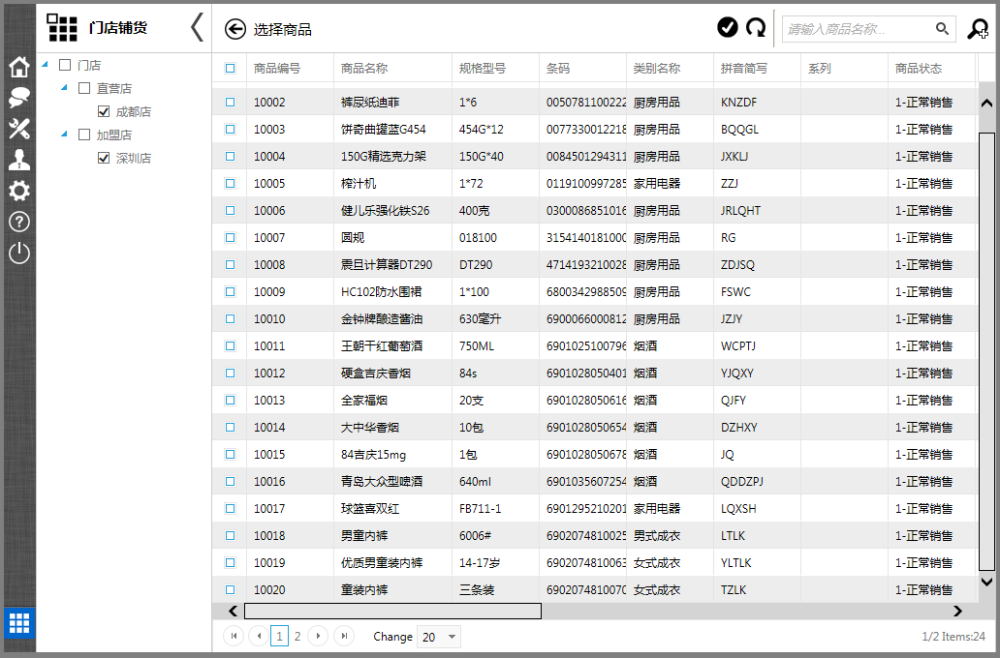 门店铺货
选择商品
请输入商品名称...
门店
直营店
成都店
加盟店
深圳店
商品编号 商品名称 规格型号 条码 类别名称 拼音简写 系列 商品状态
10002 裤尿纸迪菲 1*6 0050781100222 厨房用品 KNZDF 1-正常销售
10003 饼奇曲罐蓝G454 454G*12 0077330012218 厨房用品 BQQGL 1-正常销售
10004 150G精选克力架 150G*40 0084501294311 厨房用品 JXKLJ 1-正常销售
10005 榨汁机 1*72 0119100997285 家用电器 ZZJ 1-正常销售
10006 健儿乐强化铁S26 400克 0300086851016 厨房用品 JRLQHT 1-正常销售
10007 圆规 018100 3154140181000 厨房用品 RG 1-正常销售
10008 震旦计算器DT290 DT290 4714193210028 厨房用品 ZDJSQ 1-正常销售
10009 HC102防水围裙 1*100 6800342988509 厨房用品 FSWC 1-正常销售
10010 金钟牌酿造酱油 630毫升 6900066000812 厨房用品 JZJY 1-正常销售
10011 王朝干红葡萄酒 750ML 6901025100796 烟酒 WCPTJ 1-正常销售
10012 硬盒吉庆香烟 84s 6901028050401 烟酒 YJQXY 1-正常销售
10013 全家福烟 20支 6901028050616 烟酒 QJFY 1-正常销售
10014 大中华香烟 10包 6901028050654 烟酒 DZHXY 1-正常销售
10015 84吉庆15mg 1包 6901028050678 烟酒 JQ 1-正常销售
10016 青岛大众型啤酒 640ml 6901035607254 烟酒 QDDZPJ 1-正常销售
10017 球篮喜双红 FB711-1 6901295210201 家用电器 LQXSH 1-正常销售
10018 男童内裤 6006# 6902074810025 男式成衣 LTLK 1-正常销售
10019 优质男童装内裤 14-17岁 6902074810063 女式成衣 YLTLK 1-正常销售
10020 童装内裤 三条装 6902074810070 女式成衣 TZLK 1-正常销售
1 2 Change 20 1/2 Items:24